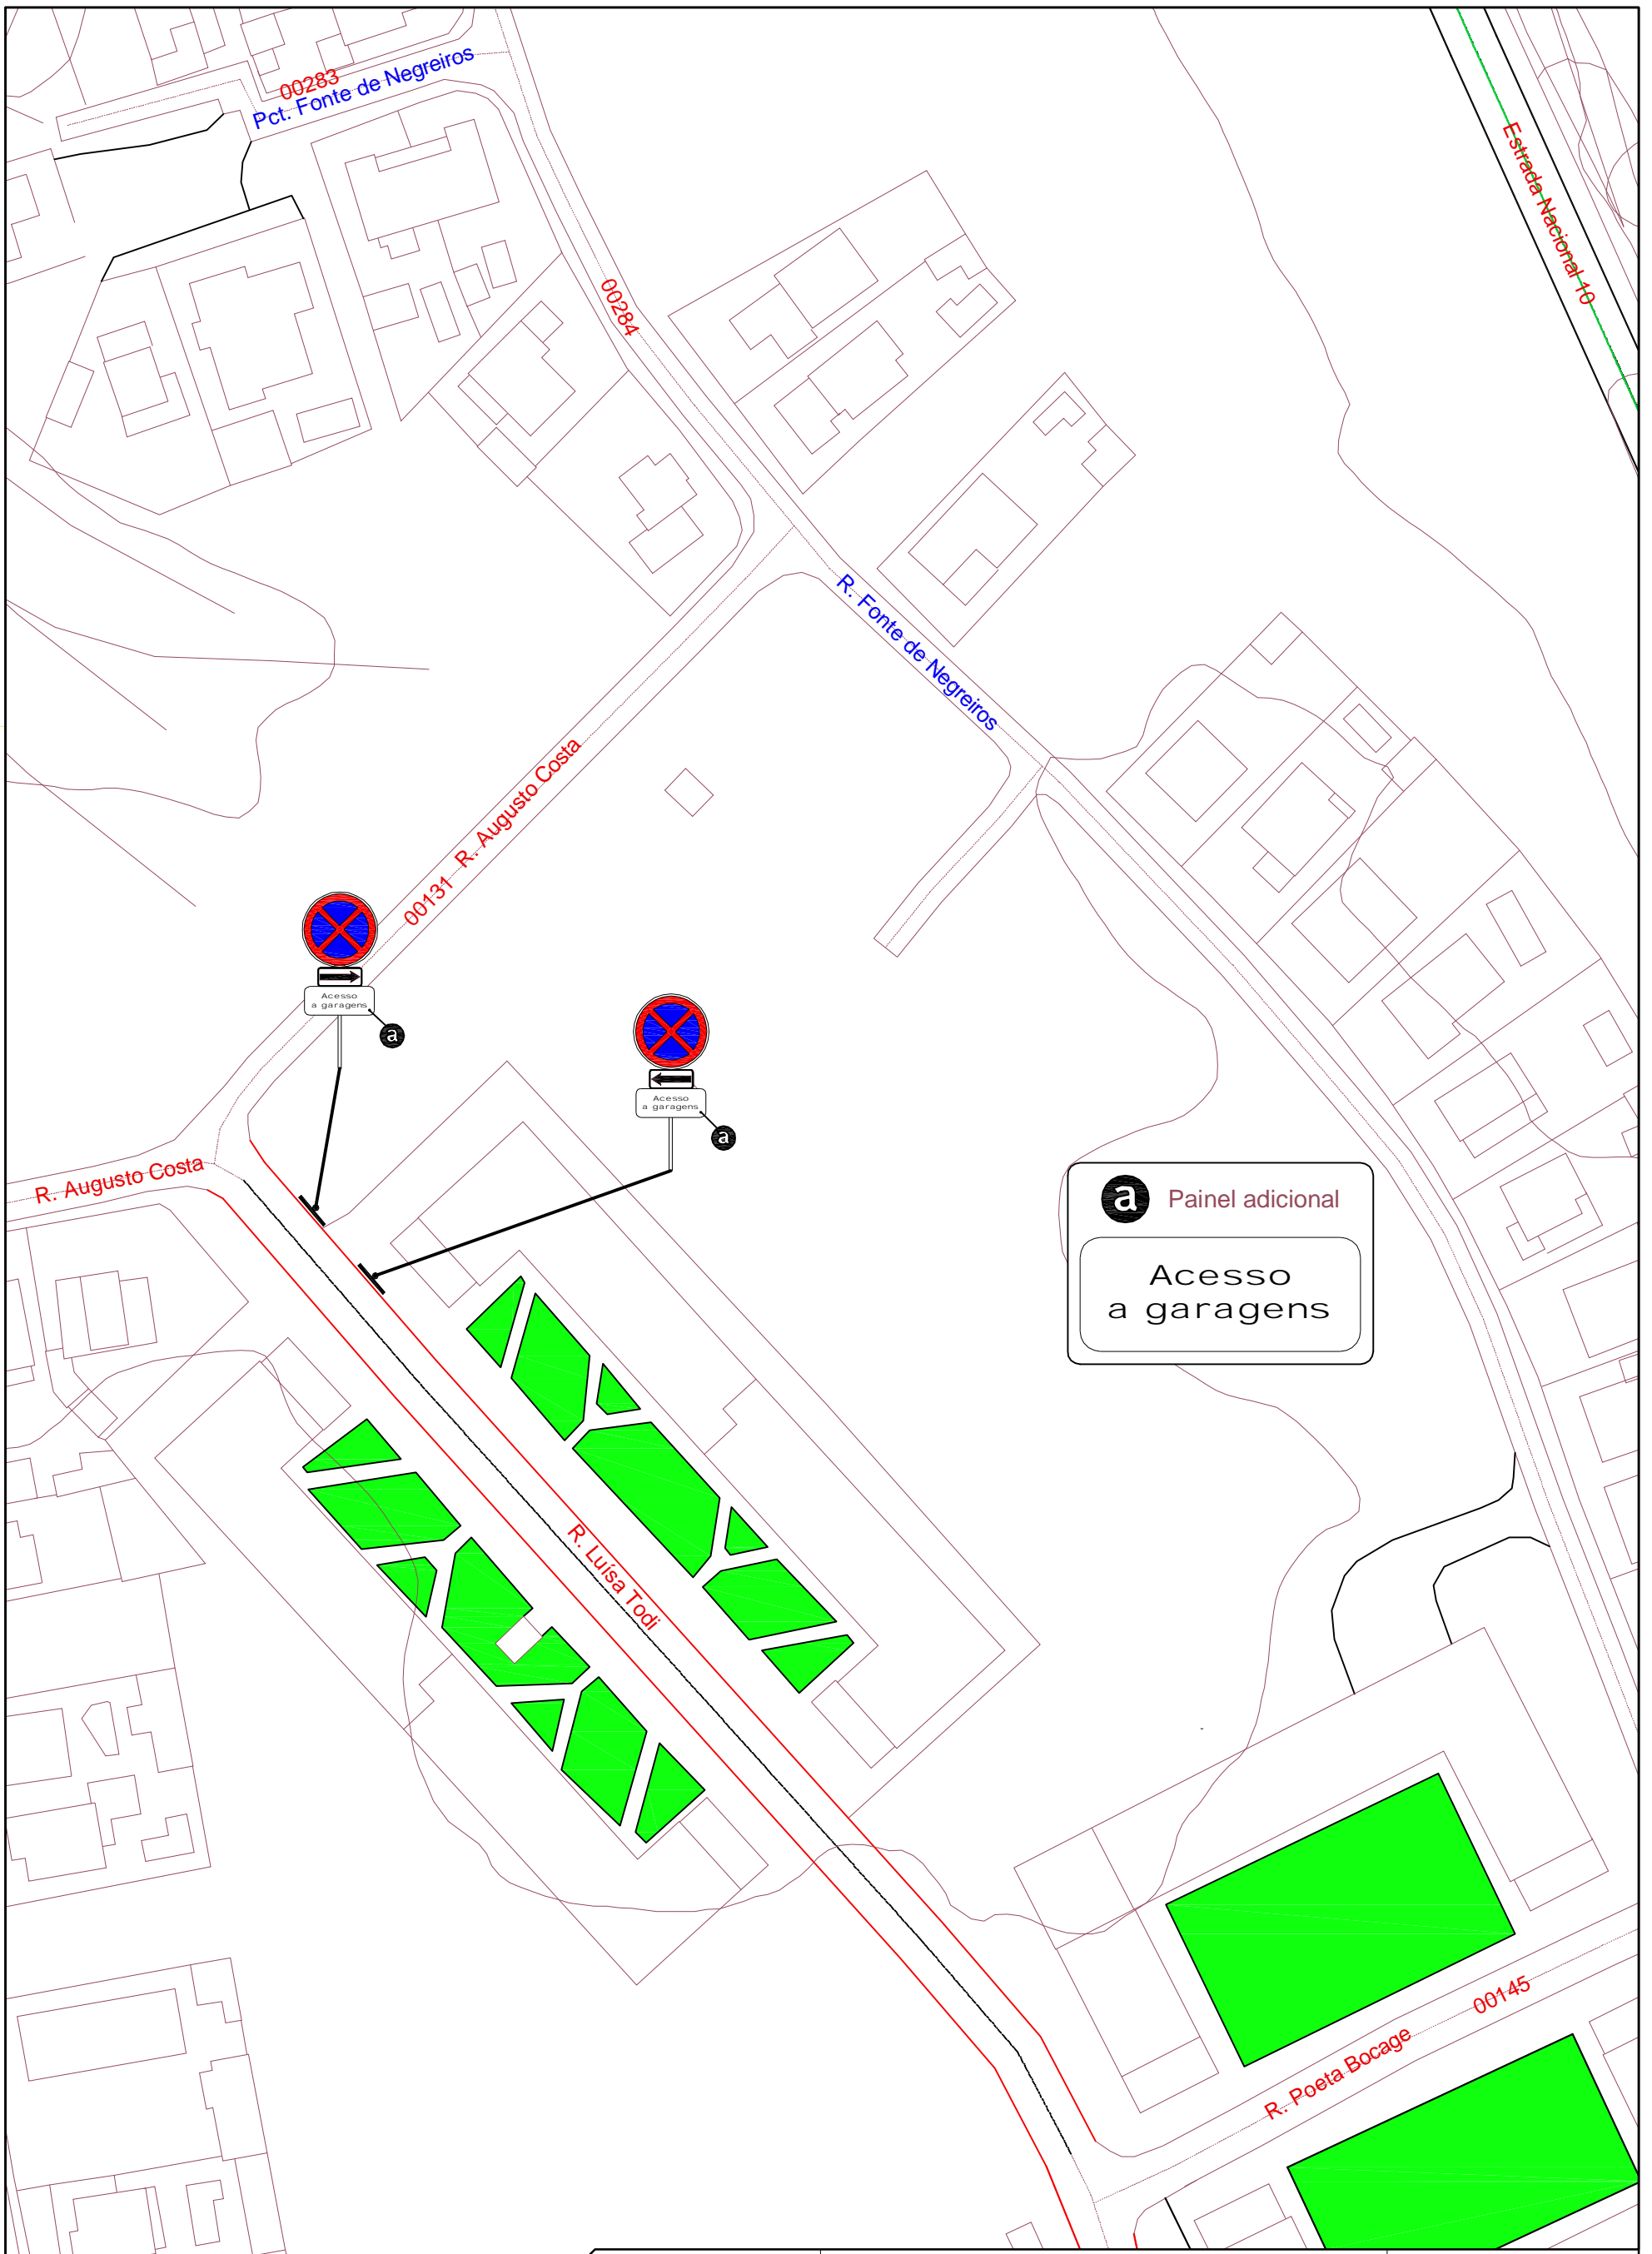 00283
Pct. Fonte de Negreiros
Estrada Nacional 10
00284
R. Fonte de Negreiros
00131 R. Augusto Costa
Acesso
a garagens
a
Acesso
a garagens
a
R. Augusto Costa
a Painel adicional
Acesso
a garagens
R. Luísa Todi
00145
R. Poeta Bocage